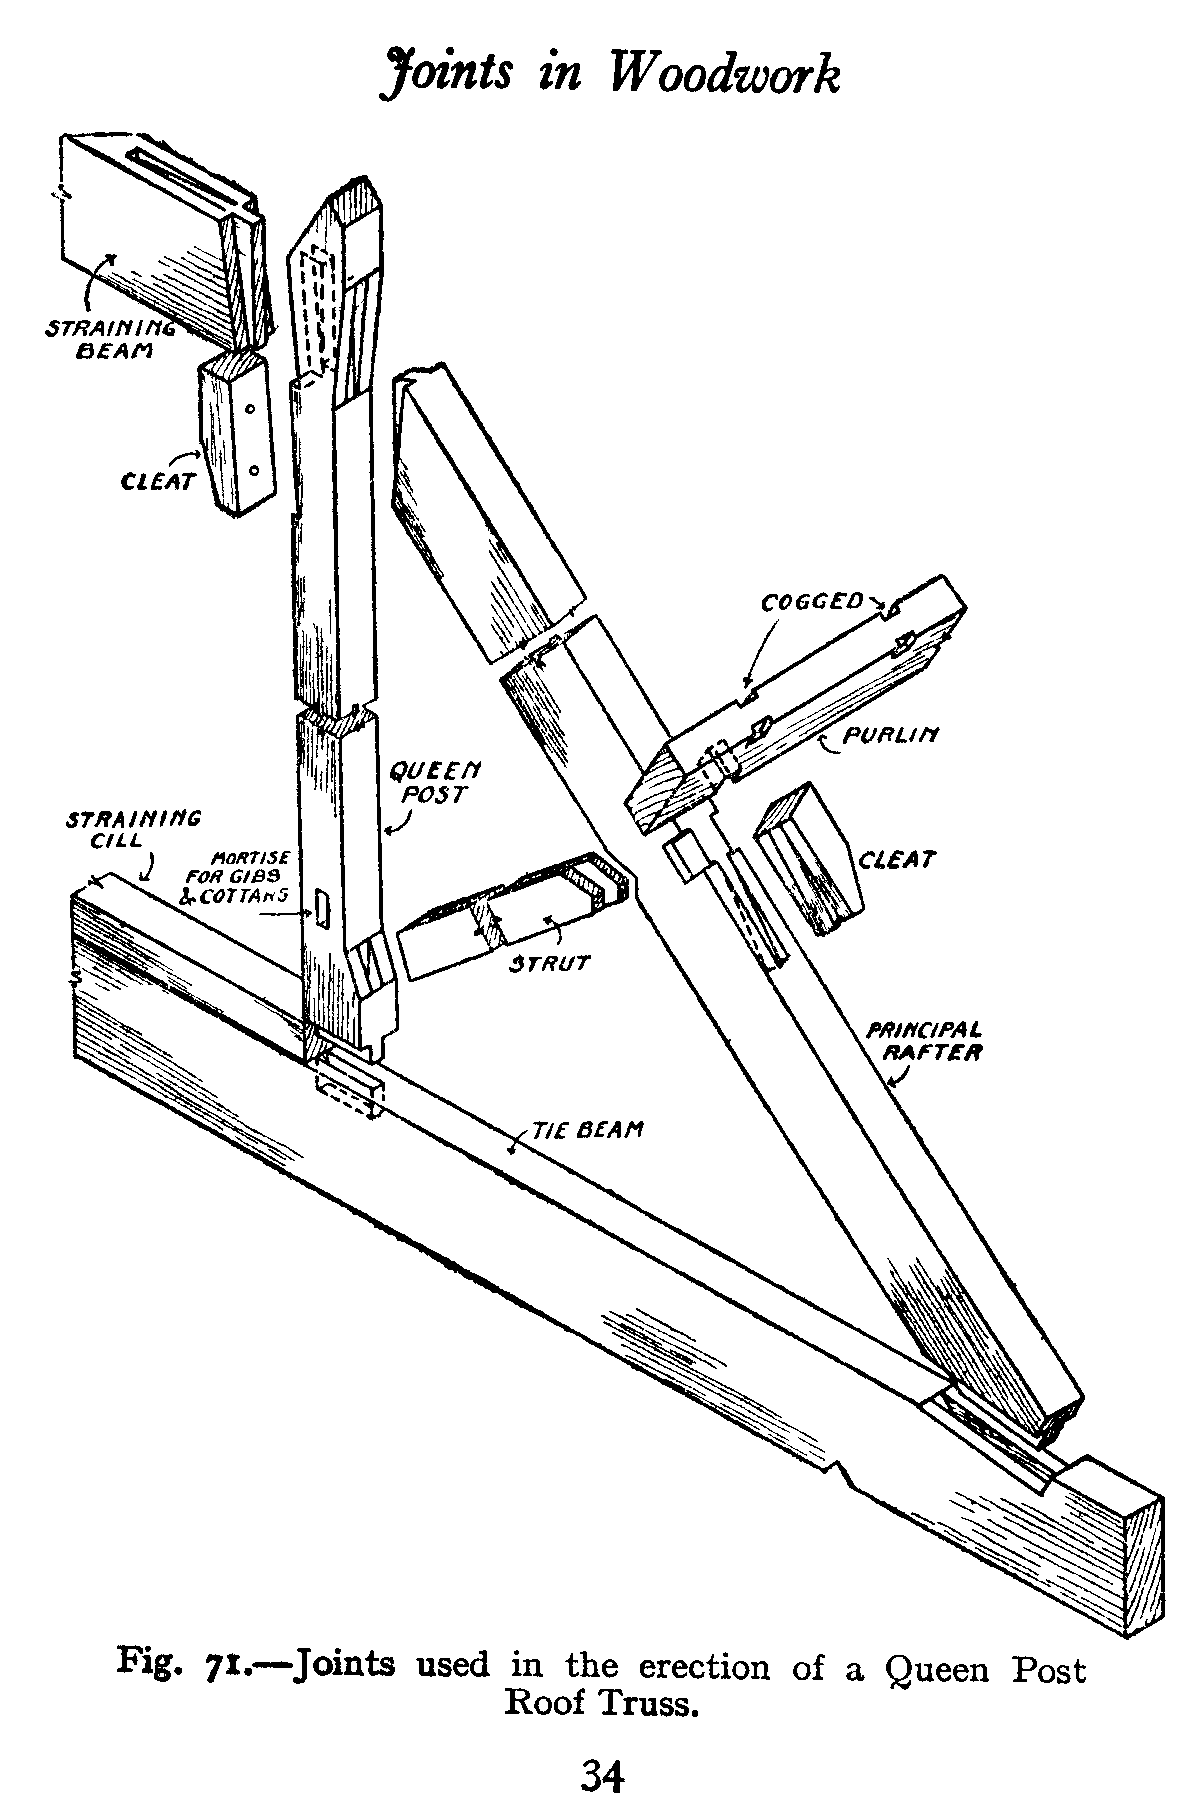 Joints in Woodwork
STRAINING
BEAM
CLEAT
COGGED
PURLIN
QUEEN
POST
STRAINING
CILL
MORTISE
FOR GIBS
& COTTARS
CLEAT
STRUT
PRINCIPAL
RAFTER
TIE BEAM
Fig. 71.—Joints used in the erection of a Queen Post
Roof Truss.
34